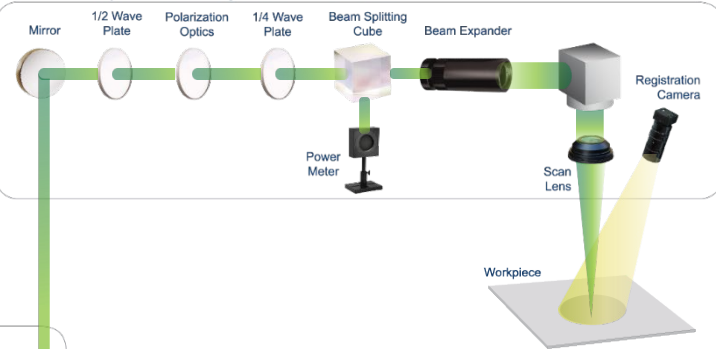 Mirror
1/2 Wave
Plate
Polarization
Optics
1/4 Wave
Plate
Beam Splitting
Cube
Beam Expander
Registration
Camera
Power
Meter
Scan
Lens
Workpiece